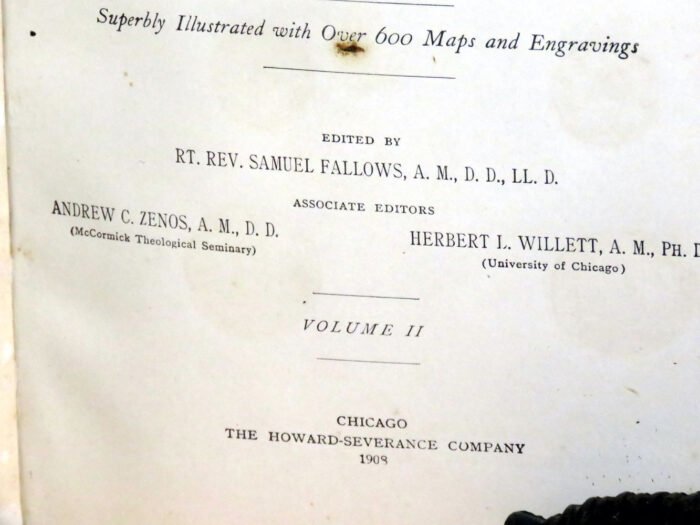 Superbly Illustrated with Over 600 Maps and Engravings
EDITED BY
RT. REV. SAMUEL FALLOWS, A. M., D. D., LL. D.
ASSOCIATE EDITORS
ANDREW C. ZENOS, A. M., D. D.
(McCormick Theological Seminary)
HERBERT L. WILLETT, A. M., PH. D
(University of Chicago)
VOLUME II
CHICAGO
THE HOWARD-SEVERANCE COMPANY
1908